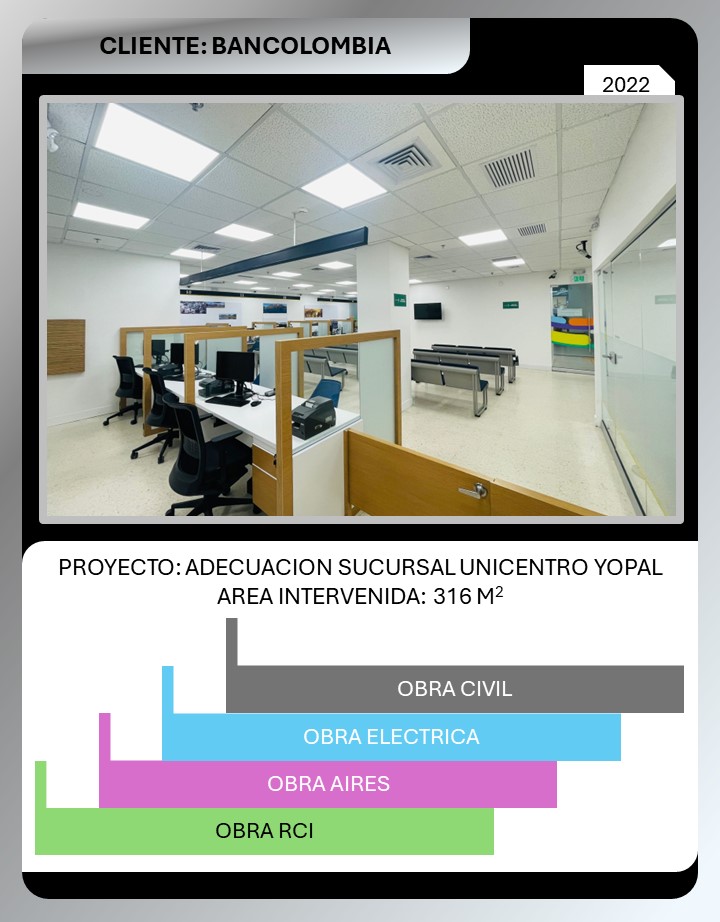 CLIENTE: BANCOLOMBIA
2022
PROYECTO: ADECUACION SUCURSAL UNICENTRO YOPAL
AREA INTERVENIDA: 316 M²
OBRA CIVIL
OBRA ELECTRICA
OBRA AIRES
OBRA RCI